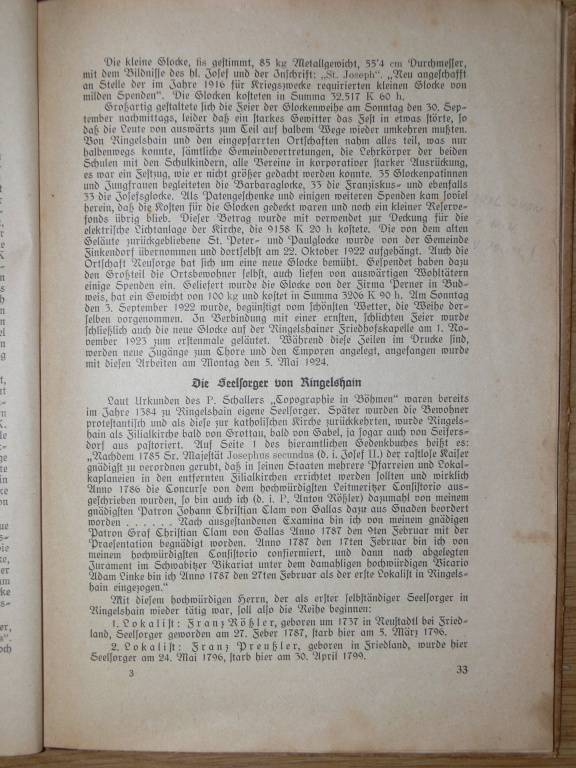 Die kleine Glocke, fis gestimmt, 85 kg Metallgewicht, 55'4 cm Durchmesser,
mit dem Bildnisse des hl. Josef und der Inschrift: „St. Joseph“. „Neu angeschafft
an Stelle der im Jahre 1916 für Kriegszwecke requirierten kleinen Glocke von
milden Spenden“. Die Glocken kosteten in Summa 32.517 K 60 h.
Großartig gestaltete sich die Feier der Glockenweihe am Sonntag den 30. Sep-
tember nachmittags, leider daß ein starkes Gewitter das Fest in etwas störte, so
daß die Leute von auswärts zum Teil auf halbem Wege wieder umkehren mußten.
Von Ringelshain und den eingepfarrten Ortschaften nahm alles teil, was nur
halbwegs konnte, sämtliche Gemeindevertretungen, die Lehrkörper der beiden
Schulen mit den Schulkindern, alle Vereine in korporativer starker Ausrückung,
es war ein Festzug, wie er nicht größer gedacht werden konnte. 35 Glockenpatinnen
und Jungfrauen begleiteten die Barbaraglocke, 33 die Franziskus- und ebenfalls
33 die Josefsglocke. Als Patengeschenke und einigen weiteren Spenden kam soviel
herein, daß die Kosten für die Glocken gedeckt waren und noch ein kleiner Reserve-
fonds übrig blieb. Dieser Betrag wurde mit verwendet zur Deckung für die
elektrische Lichtanlage der Kirche, die 9158 K 20 h kostete. Die von dem alten
Geläute zurückgebliebene St. Peter- und Paulglocke wurde von der Gemeinde
Finkendorf übernommen und dortselbst am 22. Oktober 1922 aufgehängt. Auch die
Ortschaft Neusorge hat sich um eine neue Glocke bemüht. Gespendet haben dazu
den Großteil die Ortsbewohner selbst, auch liefen von auswärtigen Wohltätern
einige Spenden ein. Geliefert wurde die Glocke von der Firma Perner in Bud-
weis, hat ein Gewicht von 100 kg und kostet in Summa 3206 K 90 h. Am Sonntag
den 3. September 1922 wurde, begünstigt vom schönsten Wetter, die Weihe der-
selben vorgenommen. In Verbindung mit einer ernsten, schlichten Feier wurde
schließlich auch die neue Glocke auf der Ringelshainer Friedhofskapelle am 1. No-
vember 1923 zum erstenmale geläutet. Während diese Zeilen im Drucke sind,
werden neue Zugänge zum Chore und den Emporen angelegt, angefangen wurde
mit diesen Arbeiten am Montag den 5. Mai 1924.
Die Seelsorger von Ringelshain
Laut Urkunden des P. Schallers „Topographie in Böhmen“ waren bereits
im Jahre 1384 zu Ringelshain eigene Seelsorger. Später wurden die Bewohner
protestantisch und als diese zur katholischen Kirche zurückkehrten, wurde Ringels-
hain als Filialkirche bald von Grottau, bald von Gabel, ja sogar auch von Seifers-
dorf aus pastoriert. Auf Seite 1 des hieramtlichen Gedenkbuches heißt es:
„Nachdem 1785 Sr. Majestät Josephus secundus (d. i. Josef II.) der rastlose Kaiser
gnädigst zu verordnen geruht, daß in seinen Staaten mehrere Pfarreien und Lokal-
kaplaneien in den entfernten Filialkirchen errichtet werden sollten und wirklich
Anno 1786 die Concurse von dem hochwürdigsten Leitmeritzer Consistorio aus-
geschrieben wurden, so bin auch ich (d. i. P. Anton Rößler) dazumahl von meinem
gnädigsten Patron Johann Christian Clam von Gallas dazu aus Gnaden beordert
worden . . . . . . Nach ausgestandenen Examina bin ich von meinem gnädigen
Patron Graf Christian Clam von Gallas Anno 1787 den 9ten Februar mit der
Praesentation begnädigt worden. Anno 1787 den 17ten Februar bin ich von
meinem hochwürdigsten Consistorio confiermiert, und dann nach abgelegten
Jurament im Schwabitzer Vikariat unter dem damahligen hochwürdigen Vicario
Adam Linke bin ich Anno 1787 den 27ten Februar als der erste Lokalist in Ringels-
hain eingezogen.“
Mit diesem hochwürdigen Herrn, der als erster selbständiger Seelsorger in
Ringelshain wieder tätig war, soll also die Reihe beginnen:
1. Lokalist: Franz Rößler, geboren um 1737 in Neustadtl bei Fried-
land, Seelsorger geworden am 27. Feber 1787, starb hier am 5. März 1796.
2. Lokalist: Franz Preußler, geboren in Friedland, wurde hier
Seelsorger am 24. Mai 1796, starb hier am 30. April 1799.
3
33